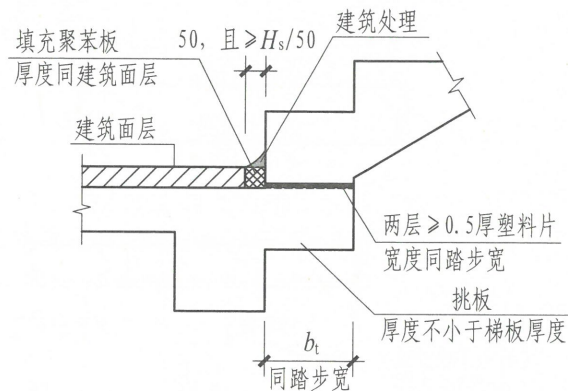 填充聚苯板
厚度同建筑面层
50，且≥Hs/50
建筑处理
建筑面层
两层≥0.5厚塑料片
宽度同踏步宽
挑板
厚度不小于梯板厚度
bt
同踏步宽